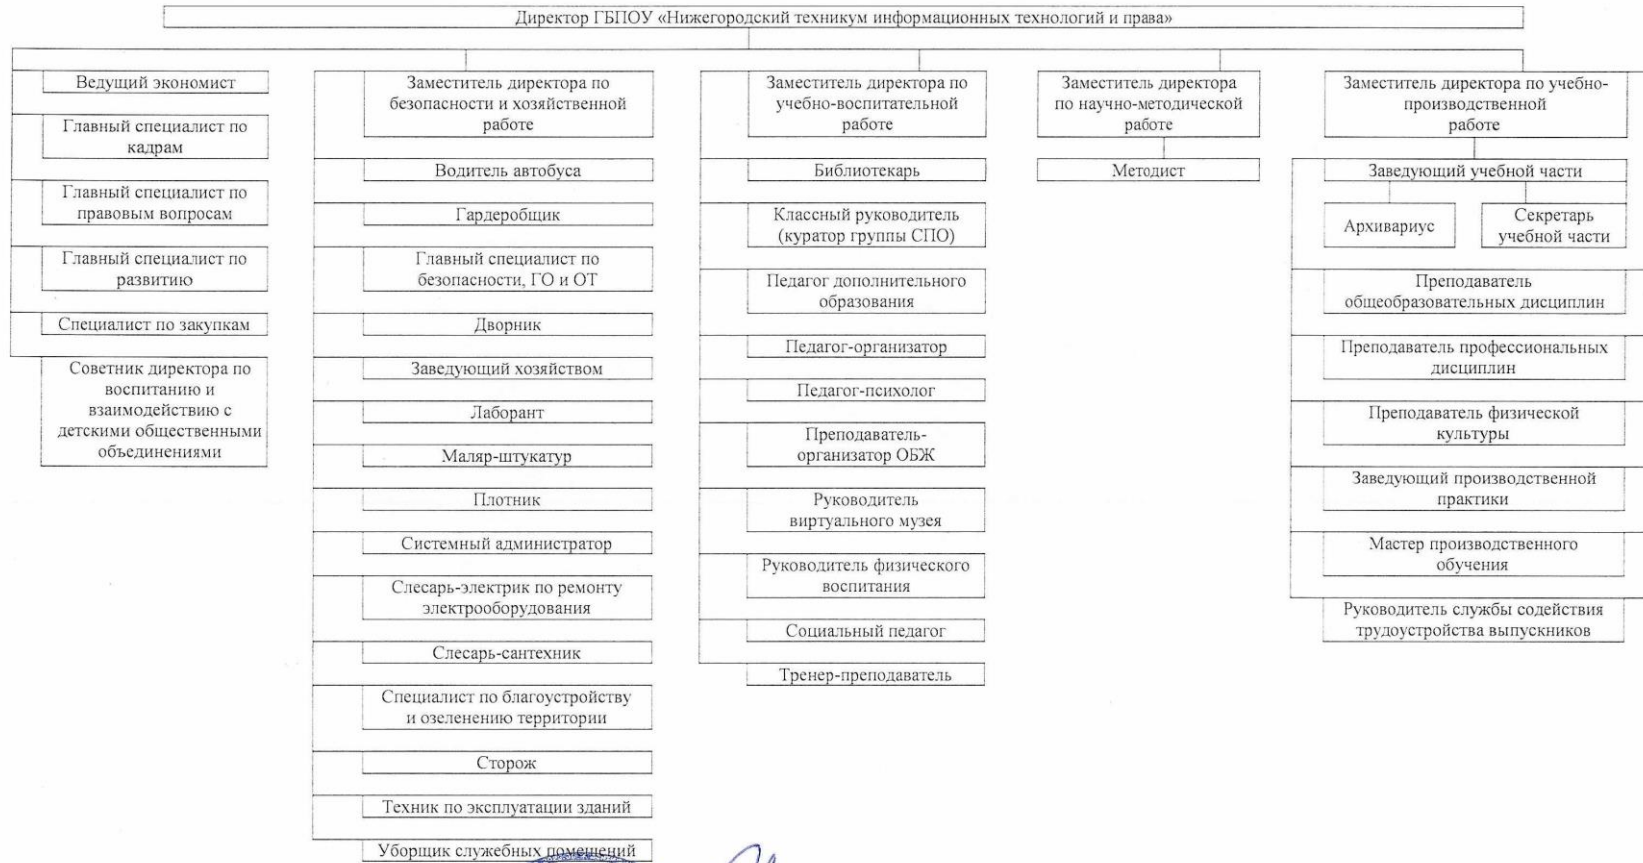 Директор ГБПОУ «Нижегородский техникум информационных технологий и права»
Ведущий экономист
Главный специалист по
кадрам
Главный специалист по
правовым вопросам
Главный специалист по
развитию
Специалист по закупкам
Советник директора по
воспитанию и
взаимодействию с
детскими общественными
объединениями
Заместитель директора по
безопасности и хозяйственной
работе
Водитель автобуса
Гардеробщик
Главный специалист по
безопасности, ГО и ОТ
Дворник
Заведующий хозяйством
Лаборант
Маляр-штукатур
Плотник
Системный администратор
Слесарь-электрик по ремонту
электрооборудования
Слесарь-сантехник
Специалист по благоустройству
и озеленению территории
Сторож
Техник по эксплуатации зданий
Уборщик служебных помещений
Заместитель директора по
учебно-воспитательной
работе
Библиотекарь
Классный руководитель
(куратор группы СПО)
Педагог дополнительного
образования
Педагог-организатор
Педагог-психолог
Преподаватель-
организатор ОБЖ
Руководитель
виртуального музея
Руководитель физического
воспитания
Социальный педагог
Тренер-преподаватель
Заместитель директора
по научно-методической
работе
Методист
Заместитель директора по учебно-
производственной
работе
Заведующий учебной части
Архивариус
Секретарь
учебной части
Преподаватель
общеобразовательных дисциплин
Преподаватель профессиональных
дисциплин
Преподаватель физической
культуры
Заведующий производственной
практики
Мастер производственного
обучения
Руководитель службы содействия
трудоустройства выпускников